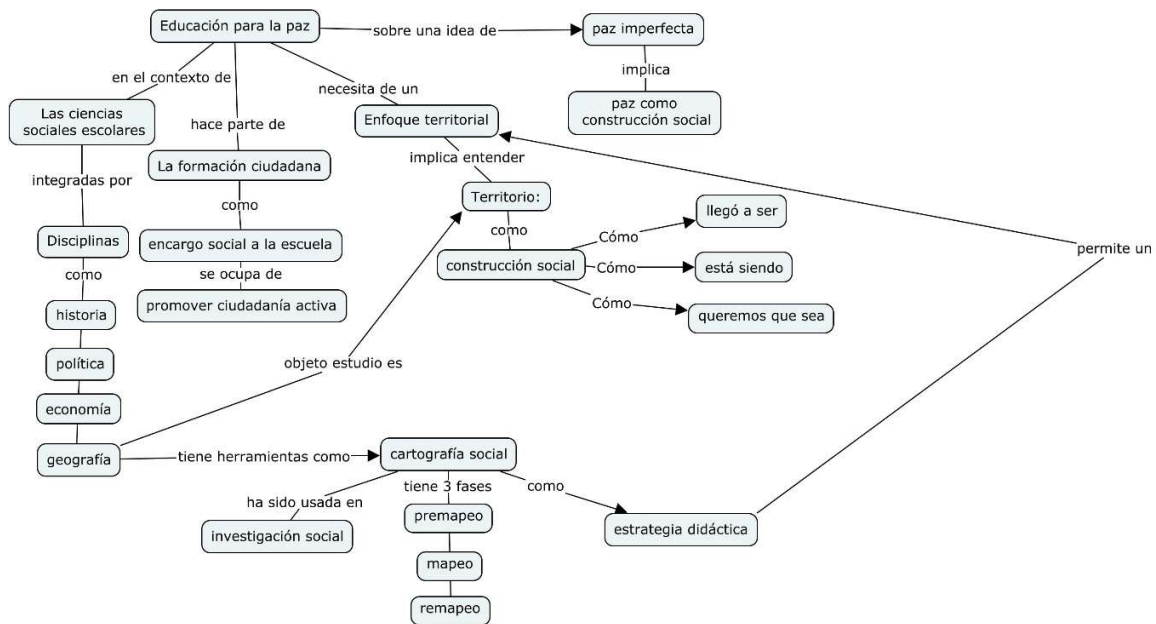 Educación para la paz
sobre una idea de
paz imperfecta
implica
paz como
construcción social
en el contexto de
Las ciencias
sociales escolares
integradas por
Disciplinas
como
historia
política
economía
geografía
hace parte de
La formación ciudadana
como
encargo social a la escuela
se ocupa de
promover ciudadanía activa
necesita de un
Enfoque territorial
implica entender
Territorio:
como
construcción social
Cómo
llegó a ser
Cómo
está siendo
Cómo
queremos que sea
objeto estudio es
tiene herramientas como
cartografía social
ha sido usada en
investigación social
tiene 3 fases
premapeo
mapeo
remapeo
como
estrategia didáctica
permite un